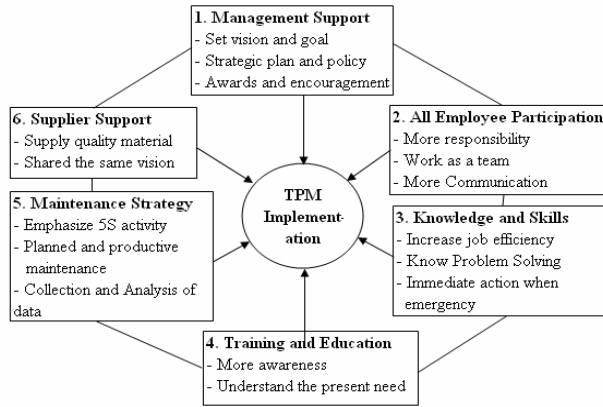 1. Management Support
- Set vision and goal
- Strategic plan and policy
- Awards and encouragement
2. All Employee Participation
- More responsibility
- Work as a team
- More Communication
3. Knowledge and Skills
- Increase job efficiency
- Know Problem Solving
- Immediate action when
emergency
4. Training and Education
- More awareness
- Understand the present need
5. Maintenance Strategy
- Emphasize 5S activity
- Planned and productive
maintenance
- Collection and Analysis of
data
6. Supplier Support
- Supply quality material
- Shared the same vision
TPM
Implement-
ation